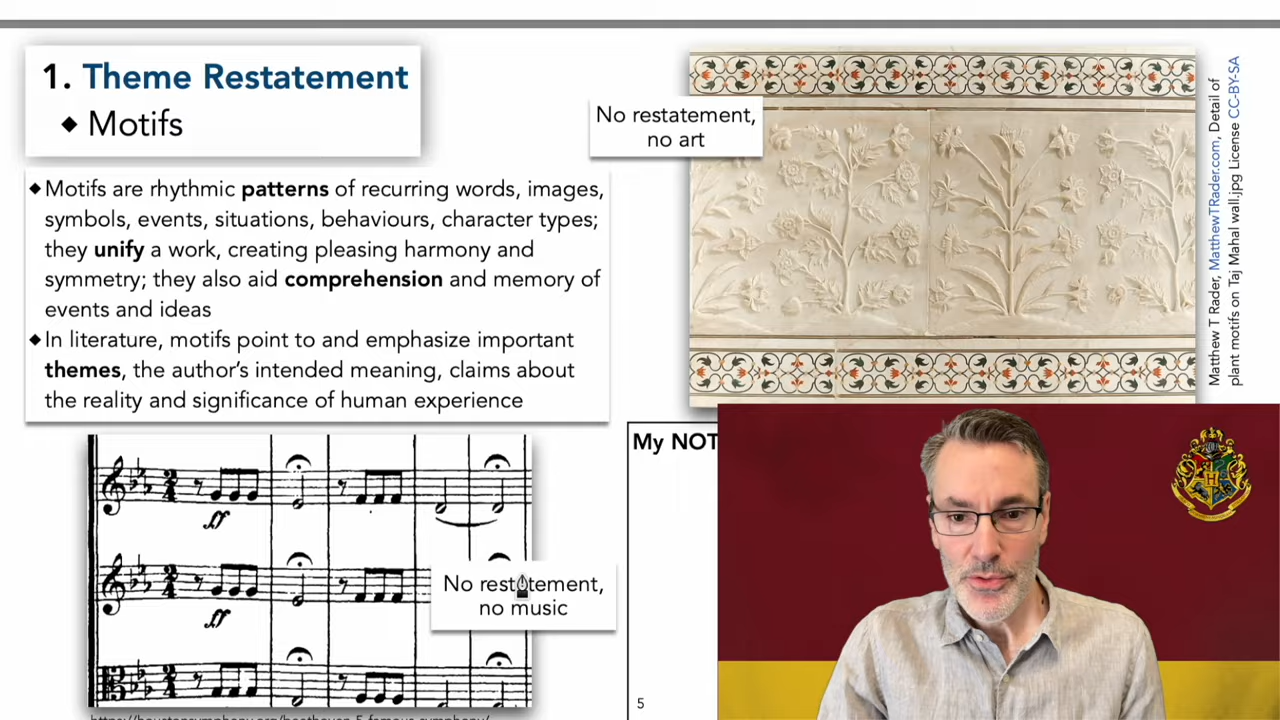 1. Theme Restatement
◆ Motifs
◆Motifs are rhythmic patterns of recurring words, images,
symbols, events, situations, behaviours, character types;
they unify a work, creating pleasing harmony and
symmetry; they also aid comprehension and memory of
events and ideas
◆In literature, motifs point to and emphasize important
themes, the author's intended meaning, claims about
the reality and significance of human experience
No restatement,
no art
Matthew T Rader, MatthewTRader.com, Detail of
plant motifs on Taj Mahal wall.jpg License CC-BY-SA
ff
ff
No restatement,
no music
My NOT
5